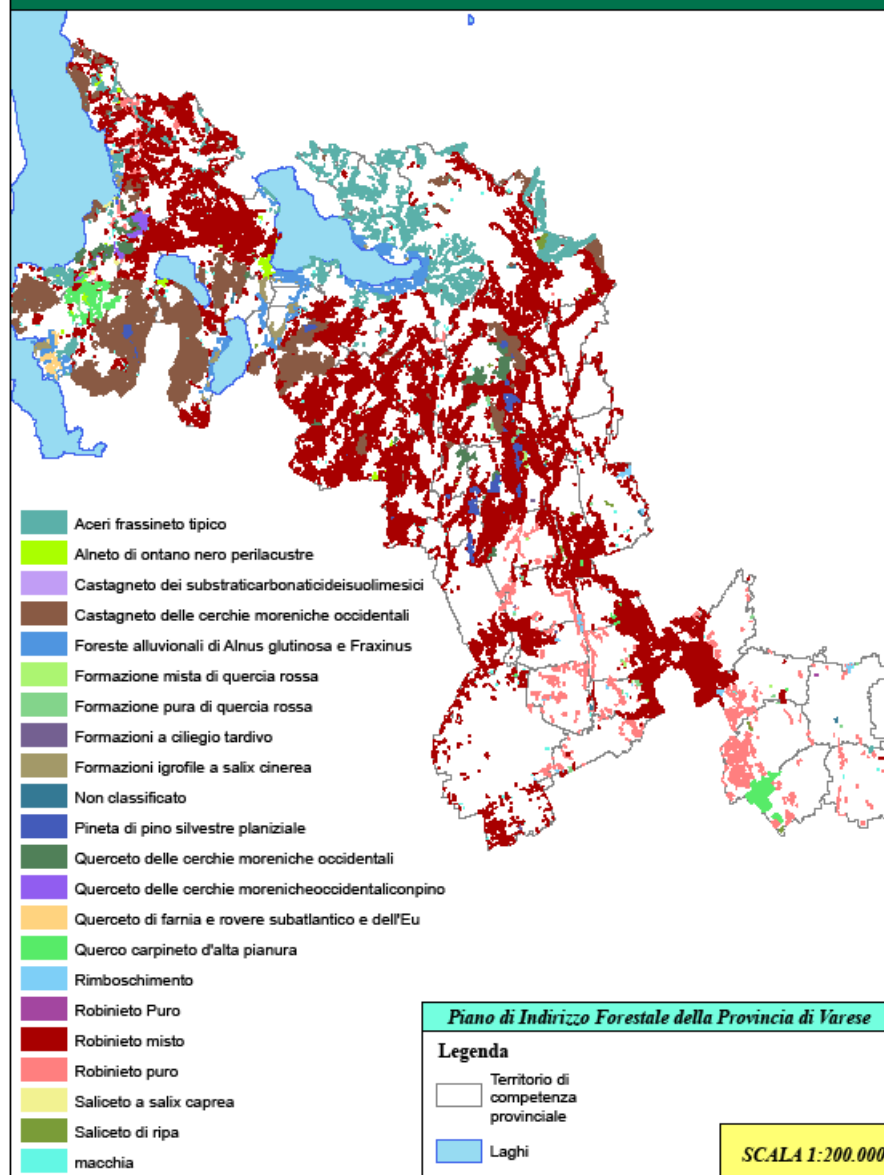 Aceri frassineto tipico
Alneto di ontano nero perilacustre
Castagneto dei substraticarbonaticideisuolimesici
Castagneto delle cerchie moreniche occidentali
Foreste alluvionali di Alnus glutinosa e Fraxinus
Formazione mista di quercia rossa
Formazione pura di quercia rossa
Formazioni a ciliegio tardivo
Formazioni igrofile a salix cinerea
Non classificato
Pineta di pino silvestre planiziale
Querceto delle cerchie moreniche occidentali
Querceto delle cerchie morenicheoccidentaliconpino
Querceto di farnia e rovere subatlantico e dell'Eu
Querco carpineto d'alta pianura
Rimboschimento
Robinieto Puro
Robinieto misto
Robinieto puro
Saliceto a salix caprea
Saliceto di ripa
macchia
Piano di Indirizzo Forestale della Provincia di Varese
Legenda
Territorio di
competenza
provinciale
Laghi
SCALA 1:200.000